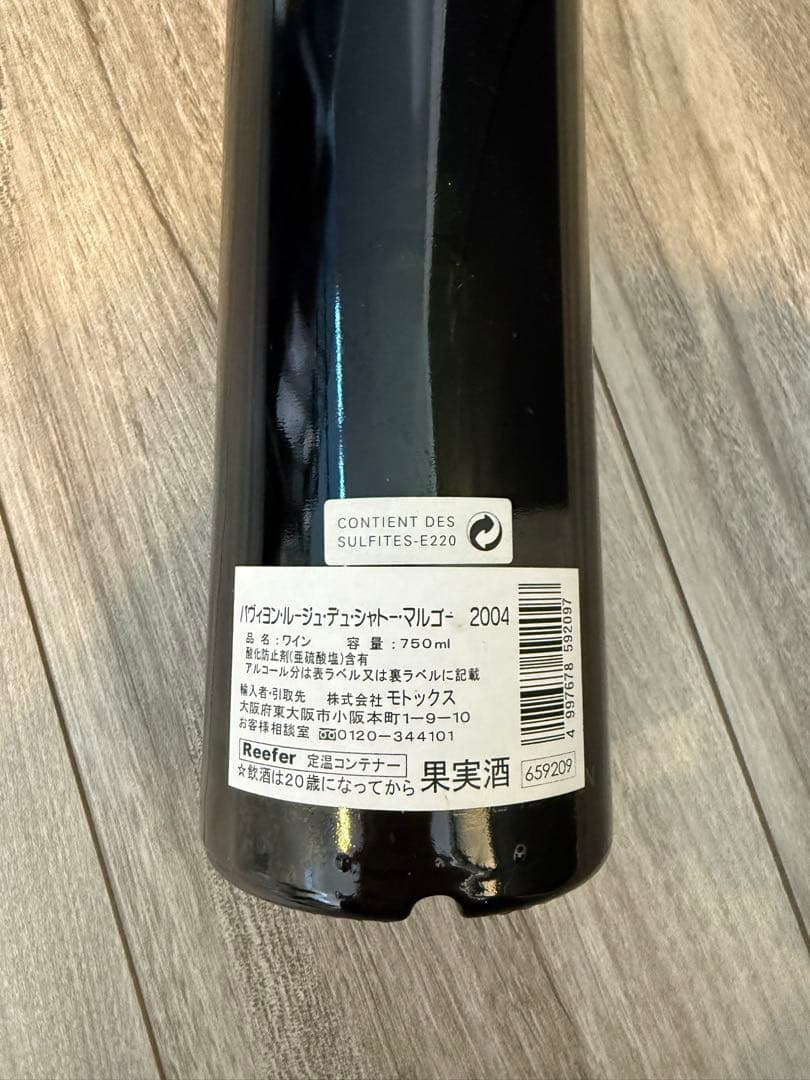 CONTIENT DES
SULFITES-E220
パヴィヨン・ルージュ・デュ・シャトー・マルゴー 2004
品 名：ワイン 容 量：750ml
酸化防止剤(亜硫酸塩)含有
アルコール分は表ラベル又は裏ラベルに記載
輸入者・引取先 株式会社 モトックス
大阪府東大阪市小阪本町1-9-10
お客様相談室 0120-344101
Reefer 定温コンテナー
☆飲酒は20歳になってから 果実酒
4 997678 592097
659209